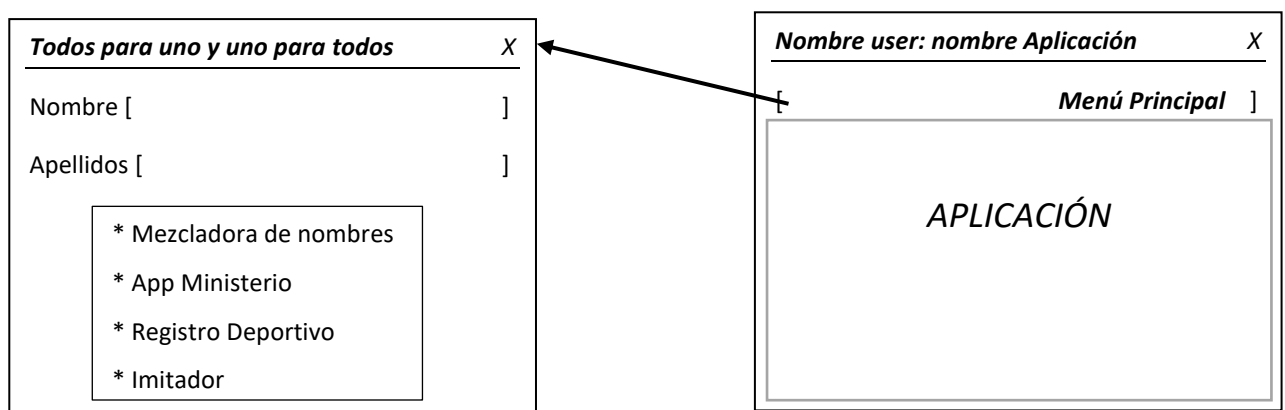 Todos para uno y uno para todos X
Nombre [ ]
Apellidos [ ]
* Mezcladora de nombres
* App Ministerio
* Registro Deportivo
* Imitador
Nombre user: nombre Aplicación X
[ Menú Principal ]
APLICACIÓN